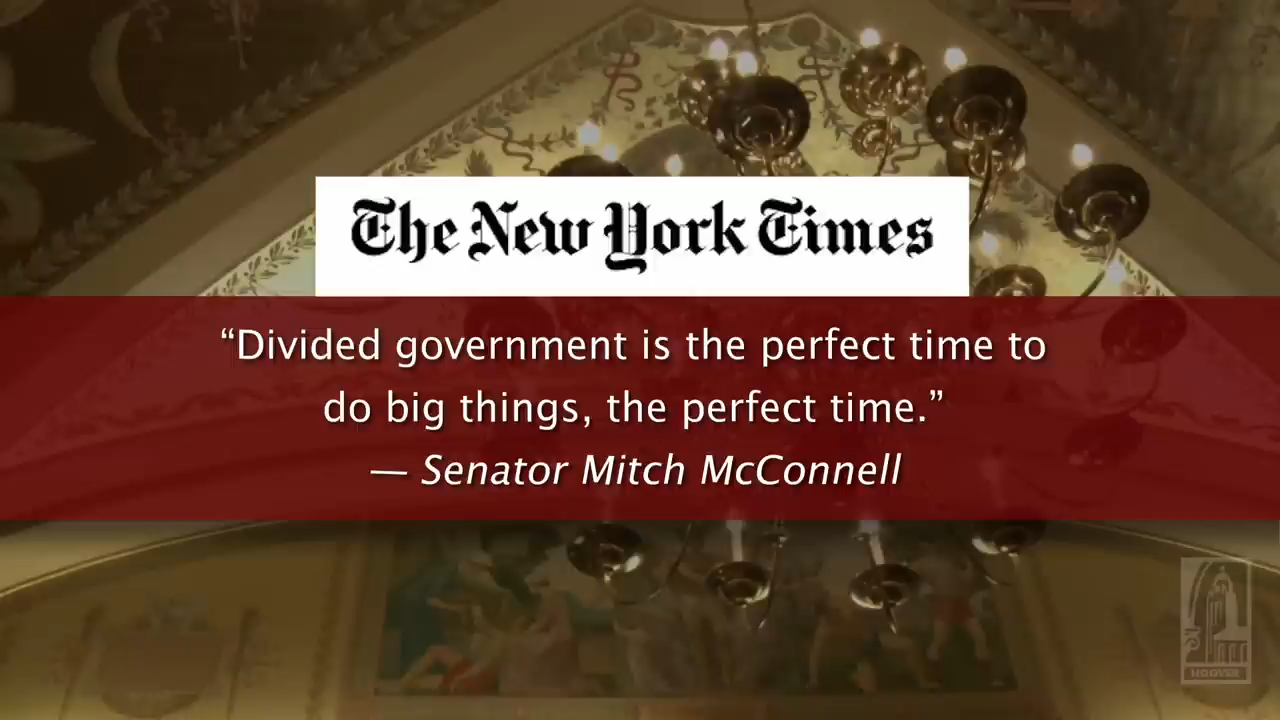 The New York Times
“Divided government is the perfect time to
do big things, the perfect time.”
— Senator Mitch McConnell
HOOVER